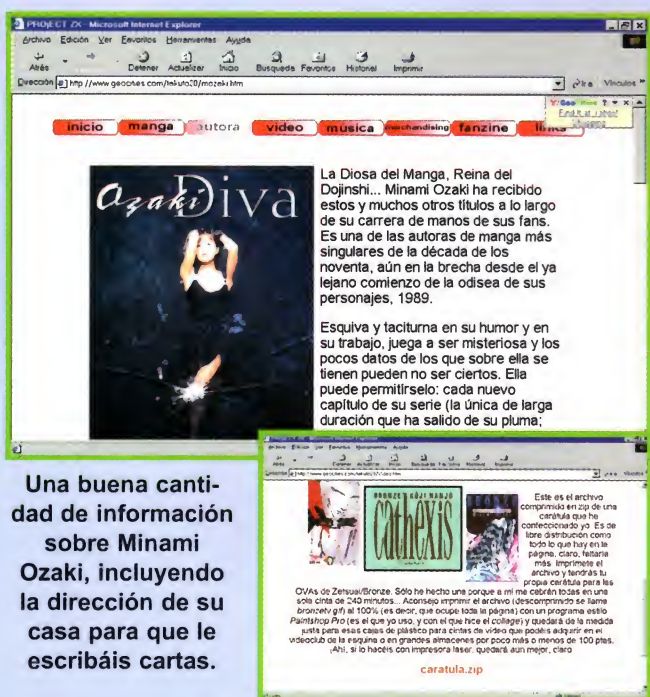 PROJECT ZX - Microsoft Internet Explorer
Archivo Edición Ver Favoritos Herramientas Ayuda
Atrás Detener Actualizar Inicio Búsqueda Favoritos Historial Imprimir
Dirección
Ir a Vínculos »
inicio manga autora video música merchandising fanzine links
Ozaki Diva
La Diosa del Manga, Reina del
Dojinshi... Minami Ozaki ha recibido
estos y muchos otros títulos a lo largo
de su carrera de manos de sus fans.
Es una de las autoras de manga más
singulares de la década de los
noventa, aún en la brecha desde el ya
lejano comienzo de la odisea de sus
personajes, 1989.
Esquiva y taciturna en su humor y en
su trabajo, juega a ser misteriosa y los
pocos datos de los que sobre ella se
tienen pueden no ser ciertos. Ella
puede permitírselo: cada nuevo
capítulo de su serie (la única de larga
duración que ha salido de su pluma;
Una buena canti-
dad de información
sobre Minami
Ozaki, incluyendo
la dirección de su
casa para que le
escribáis cartas.
BRONZE KOJI NANJO
cathexis
Este es el archivo
comprimido en zip de una
carátula que he
confeccionado yo. Es de
libre distribución como
todo lo que hay en la
página, claro, faltaría
más. Imprímete el
archivo y tendrás tu
propia carátula para las
OVAs de Zetsuai/Bronze. Sólo he hecho una porque a mí me cabrán todas en una
sola cinta de 240 minutos... Aconsejo imprimir el archivo (descomprimido se llama
bronzetv.gif) al 100% (es decir, que ocupe toda la página) con un programa estilo
Paintshop Pro (es el que yo uso, y con el que hice el collage) y quedará de la medida
justa para esas cajas de plástico para cintas de video que podéis adquirir en el
videoclub de la esquina o en grandes almacenes por poco más o menos de 100 ptas.
¡Ah!, si lo hacéis con impresora láser, quedará aun mejor, claro
caratula.zip